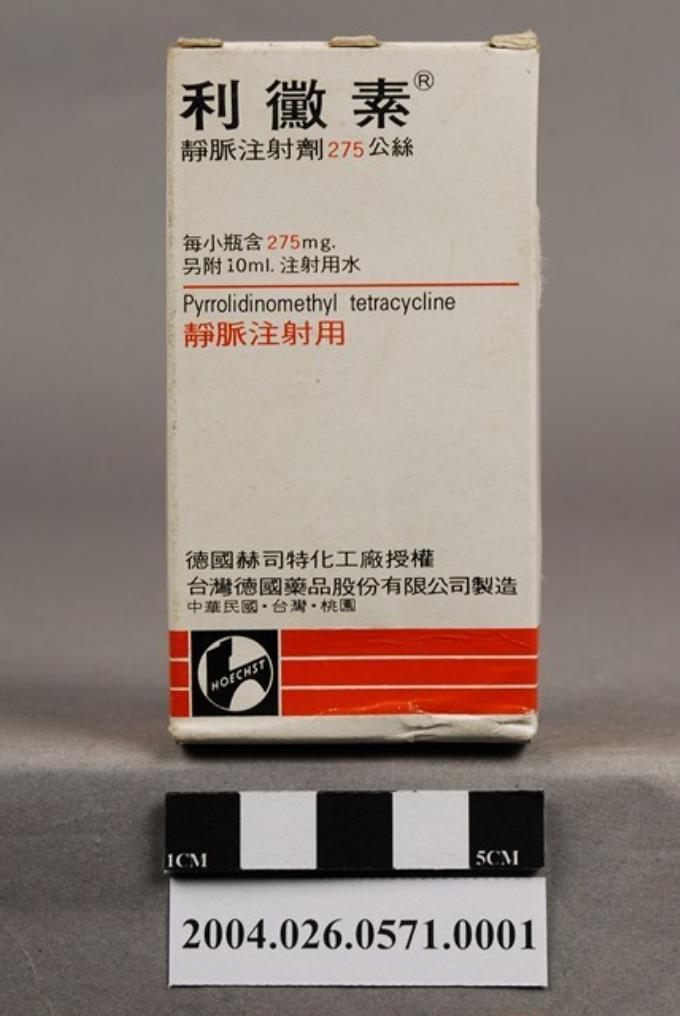 利黴素®
靜脈注射劑275公絲
每小瓶含275mg.
另附10ml.注射用水
Pyrrolidinomethyl tetracycline
靜脈注射用
德國赫司特化工廠授權
台灣德國藥品股份有限公司製造
中華民國·台灣·桃園
HOECHST
1CM 5CM
2004.026.0571.0001